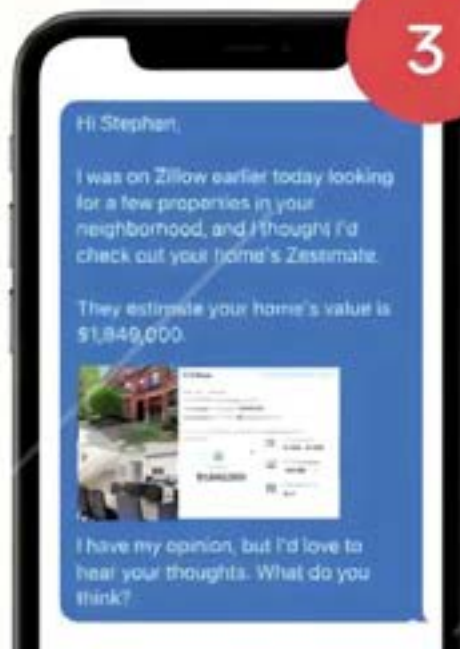 3
Hi Stephen,
I was on Zillow earlier today looking
for a few properties in your
neighborhood, and I thought I'd
check out your home's Zestimate.
They estimate your home's value is
$1,849,000.
I have my opinion, but I'd love to
hear your thoughts. What do you
think?